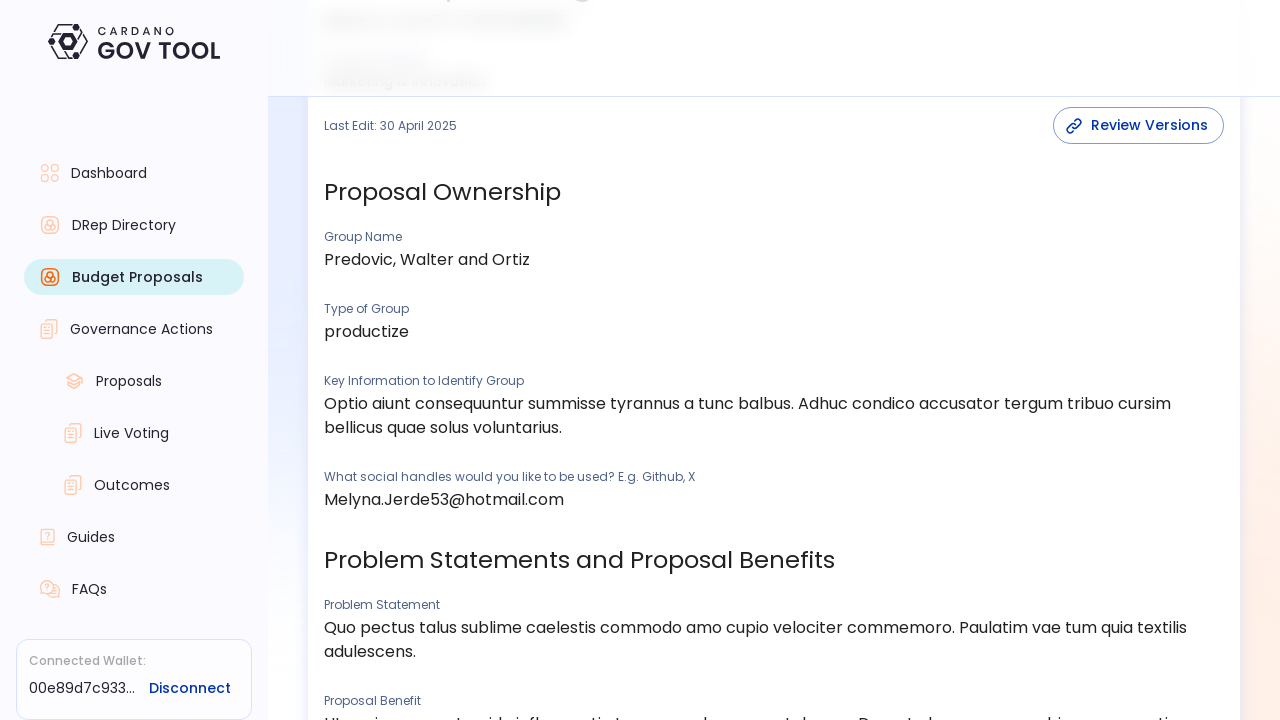 CARDANO
GOV TOOL
Dashboard
DRep Directory
Budget Proposals
Governance Actions
Proposals
Live Voting
Outcomes
Guides
FAQs
Connected Wallet:
00e89d7c933... Disconnect
Last Edit: 30 April 2025
Review Versions
Proposal Ownership
Group Name
Predovic, Walter and Ortiz
Type of Group
productize
Key Information to Identify Group
Optio aiunt consequuntur summisse tyrannus a tunc balbus. Adhuc condico accusator tergum tribuo cursim
bellicus quae solus voluntarius.
What social handles would you like to be used? E.g. Github, X
Melyna.Jerde53@hotmail.com
Problem Statements and Proposal Benefits
Problem Statement
Quo pectus talus sublime caelestis commodo amo cupio velociter commemoro. Paulatim vae tum quia textilis
adulescens.
Proposal Benefit